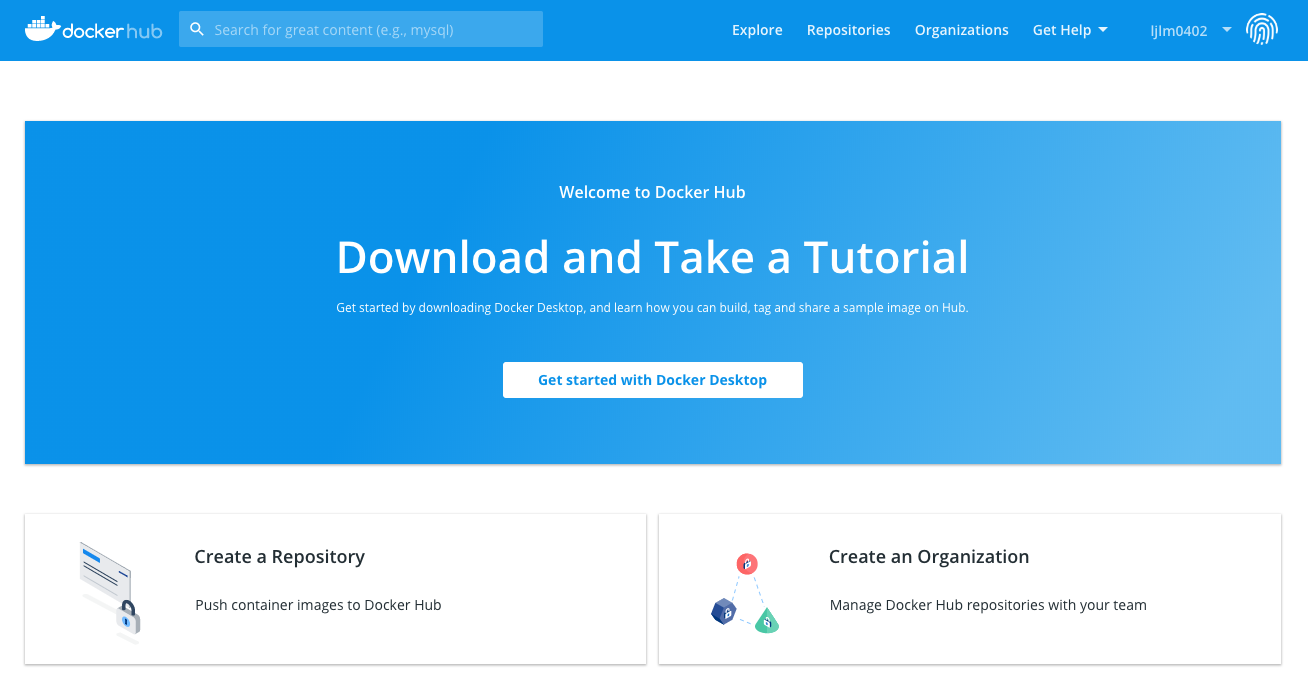 docker hub
Search for great content (e.g., mysql)
Explore
Repositories
Organizations
Get Help
ljlm0402
Welcome to Docker Hub
Download and Take a Tutorial
Get started by downloading Docker Desktop, and learn how you can build, tag and share a sample image on Hub.
Get started with Docker Desktop
Create a Repository
Push container images to Docker Hub
Create an Organization
Manage Docker Hub repositories with your team